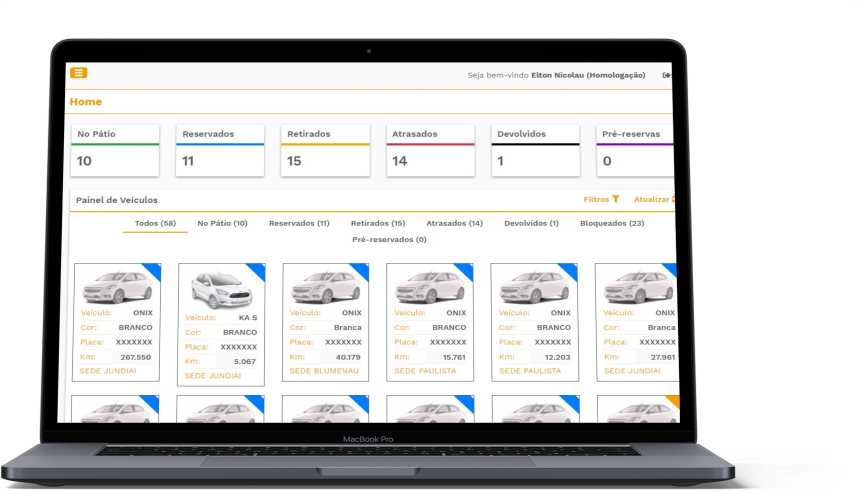 Seja bem-vindo Elton Nicolau (Homologação)
Home
No Pátio Reservados Retirados Atrasados Devolvidos Pré-reservas
10 11 15 14 1 0
Painel de Veículos Filtros Atualizar
Todos (58) No Pátio (10) Reservados (11) Retirados (15) Atrasados (14) Devolvidos (1) Bloqueados (23)
Pré-reservados (0)
Veículo: ONIX Veículo: KA S Veículo: ONIX Veículo: ONIX Veículo: ONIX Veículo: ONIX
Cor: BRANCO Cor: BRANCO Cor: Branca Cor: BRANCO Cor: BRANCO Cor: Branca
Placa: XXXXXXX Placa: XXXXXXX Placa: XXXXXXX Placa: XXXXXXX Placa: XXXXXXX Placa: XXXXXXX
Km: 267.550 Km: 5.067 Km: 40.179 Km: 15.761 Km: 12.203 Km: 27.961
SEDE JUNDIAI SEDE JUNDIAI SEDE BLUMENAU SEDE PAULISTA SEDE PAULISTA SEDE JUNDIAI
MacBook Pro